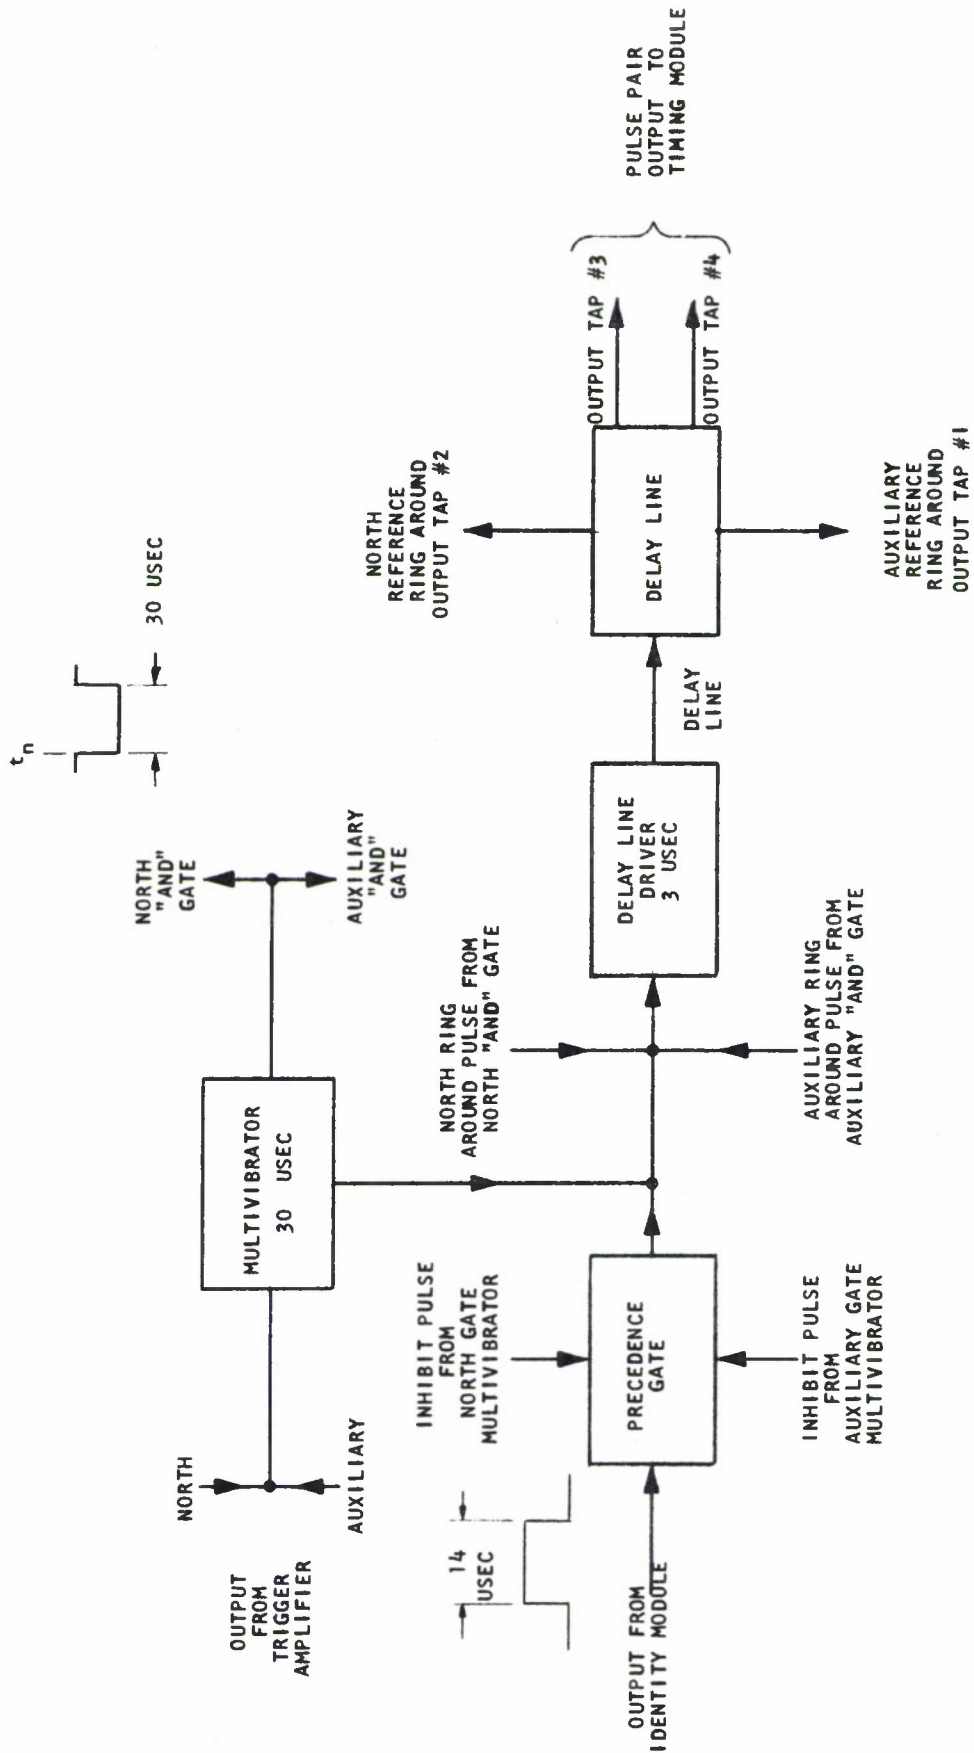 OUTPUT
FROM
TRIGGER
AMPLIFIER
NORTH
AUXILIARY
MULTIVIBRATOR
30 USEC
NORTH
"AND"
GATE
AUXILIARY
"AND"
GATE
tn
30 USEC
14
USEC
OUTPUT FROM
IDENTITY MODULE
INHIBIT PULSE
FROM
NORTH GATE
MULTIVIBRATOR
PRECEDENCE
GATE
INHIBIT PULSE
FROM
AUXILIARY GATE
MULTIVIBRATOR
NORTH RING
AROUND PULSE FROM
NORTH "AND" GATE
AUXILIARY RING
AROUND PULSE FROM
AUXILIARY "AND" GATE
DELAY LINE
DRIVER
3 USEC
DELAY
LINE
NORTH
REFERENCE
RING AROUND
OUTPUT TAP #2
DELAY LINE
AUXILIARY
REFERENCE
RING AROUND
OUTPUT TAP #1
OUTPUT TAP #3
OUTPUT TAP #4
PULSE PAIR
OUTPUT TO
TIMING MODULE